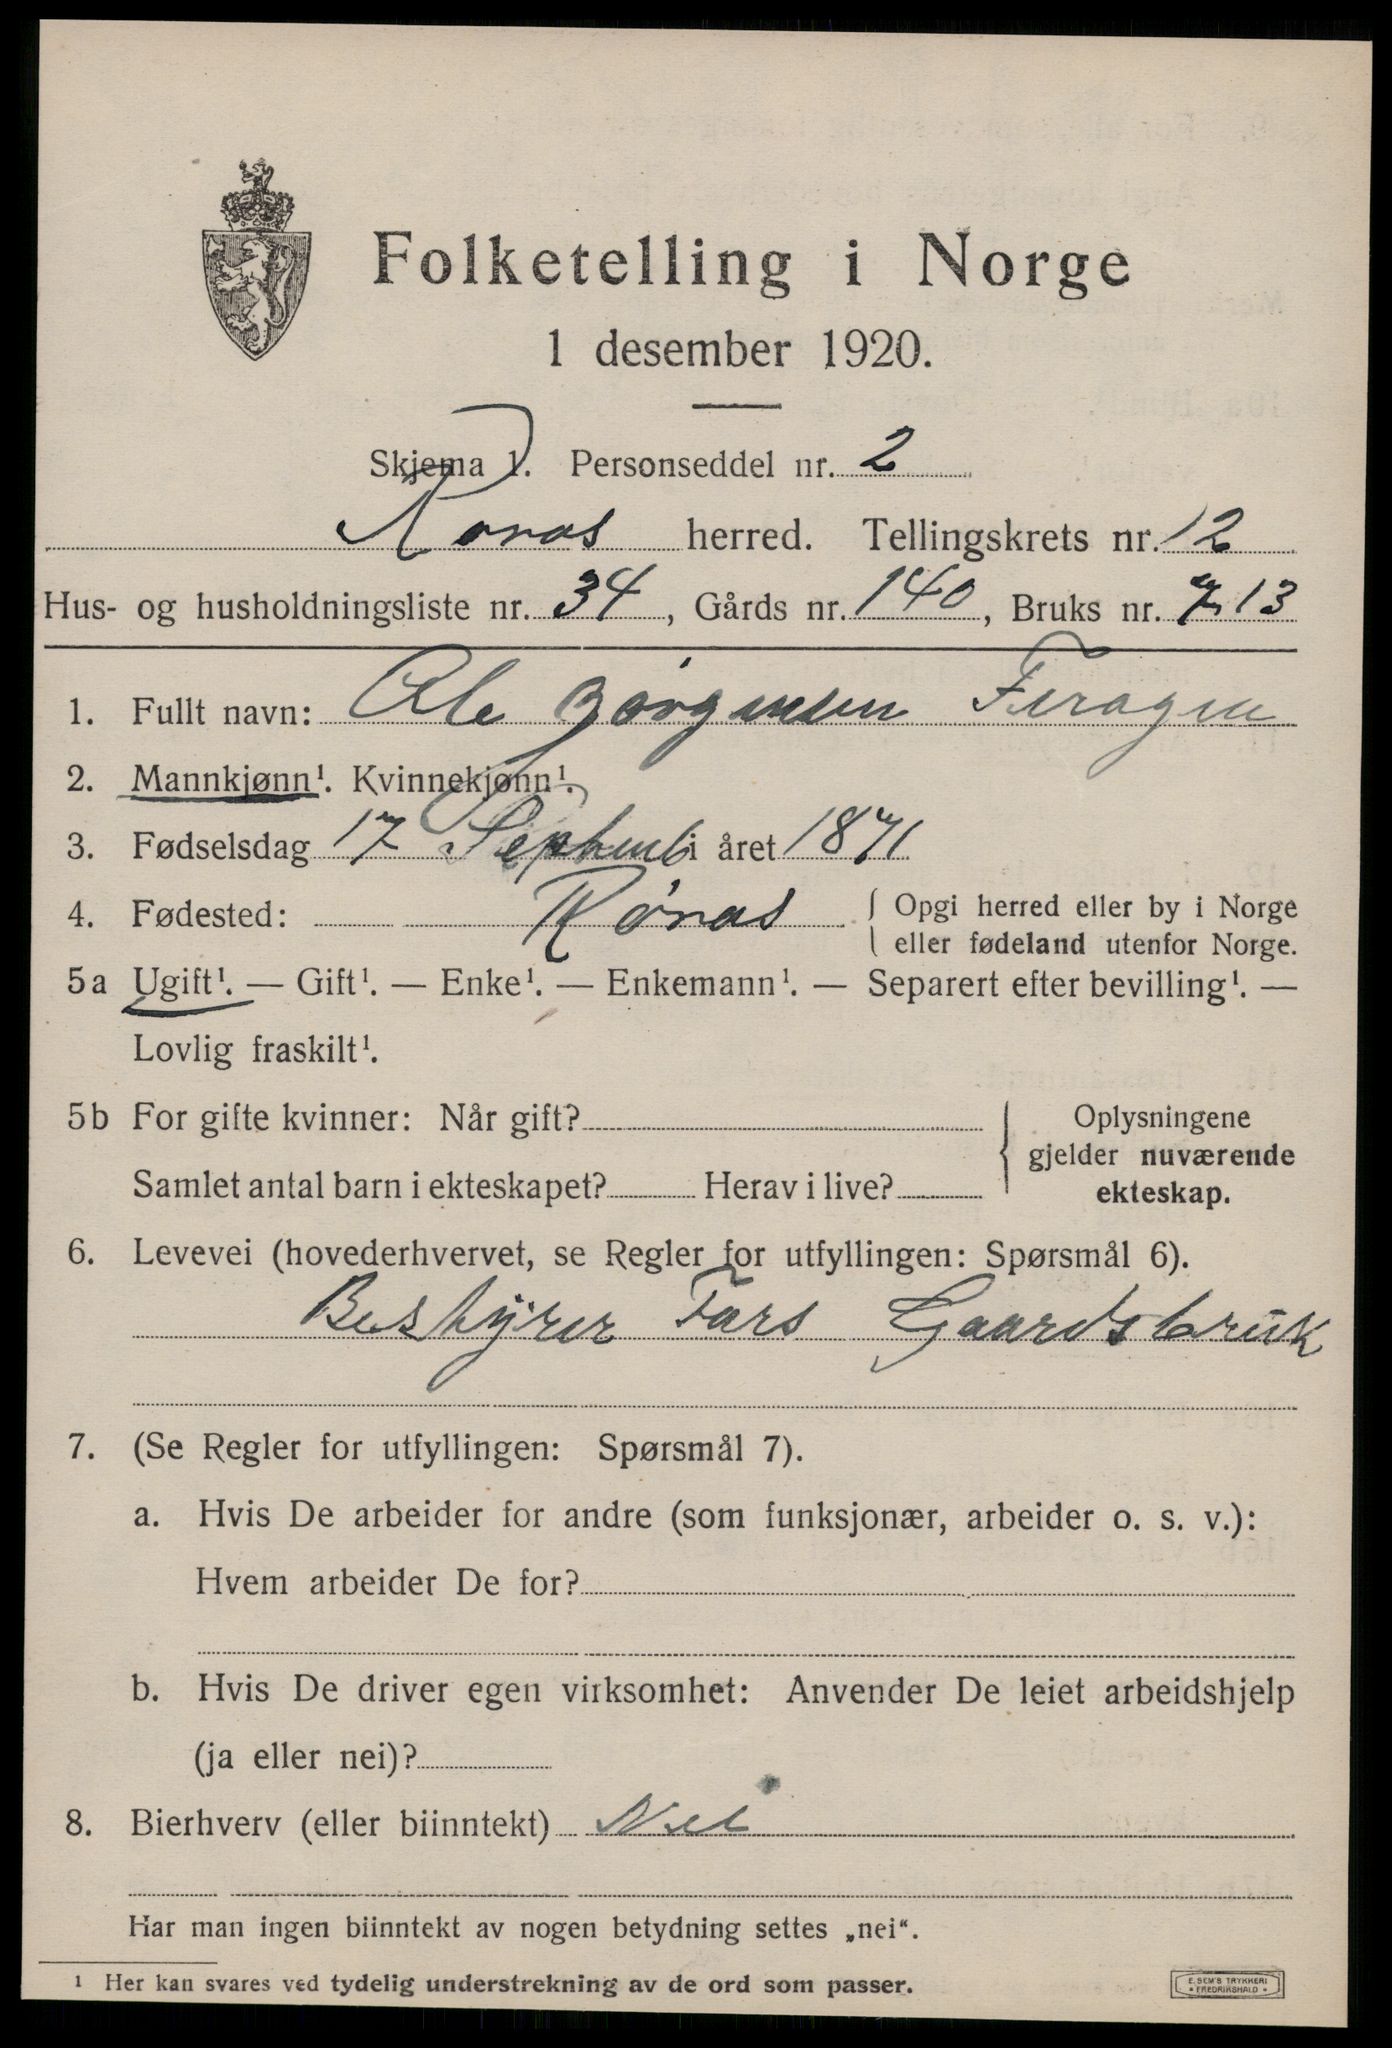 Folketelling i Norge
1 desember 1920.
Skjema 1. Personseddel nr. 2
Røros herred. Tellingskrets nr. 12
Hus- og husholdningsliste nr. 34, Gårds nr. 140, Bruks nr. 7, 13
1. Fullt navn: Ole Jörgensen Feragen
2. Mannkjønn¹. Kvinnekjønn¹.
3. Fødselsdag 17 Septemb i året 1871
4. Fødested: Røros { Opgi herred eller by i Norge
eller fødeland utenfor Norge.
5a Ugift¹. — Gift¹. — Enke¹. — Enkemann¹. — Separert efter bevilling¹. —
Lovlig fraskilt¹.
5b For gifte kvinner: Når gift? { Oplysningene
gjelder nuværende
Samlet antal barn i ekteskapet? Herav i live? ekteskap.
6. Levevei (hovederhvervet, se Regler for utfyllingen: Spørsmål 6).
Bestÿrer Fars Gaardsbruk
7. (Se Regler for utfyllingen: Spørsmål 7).
a. Hvis De arbeider for andre (som funksjonær, arbeider o. s. v.):
Hvem arbeider De for?
b. Hvis De driver egen virksomhet: Anvender De leiet arbeidshjelp
(ja eller nei)?
8. Bierhverv (eller biinntekt) Nei
Har man ingen biinntekt av nogen betydning settes „nei“.
¹ Her kan svares ved tydelig understrekning av de ord som passer.
E. SEM'S TRYKKERI
• FREDRIKSHALD •